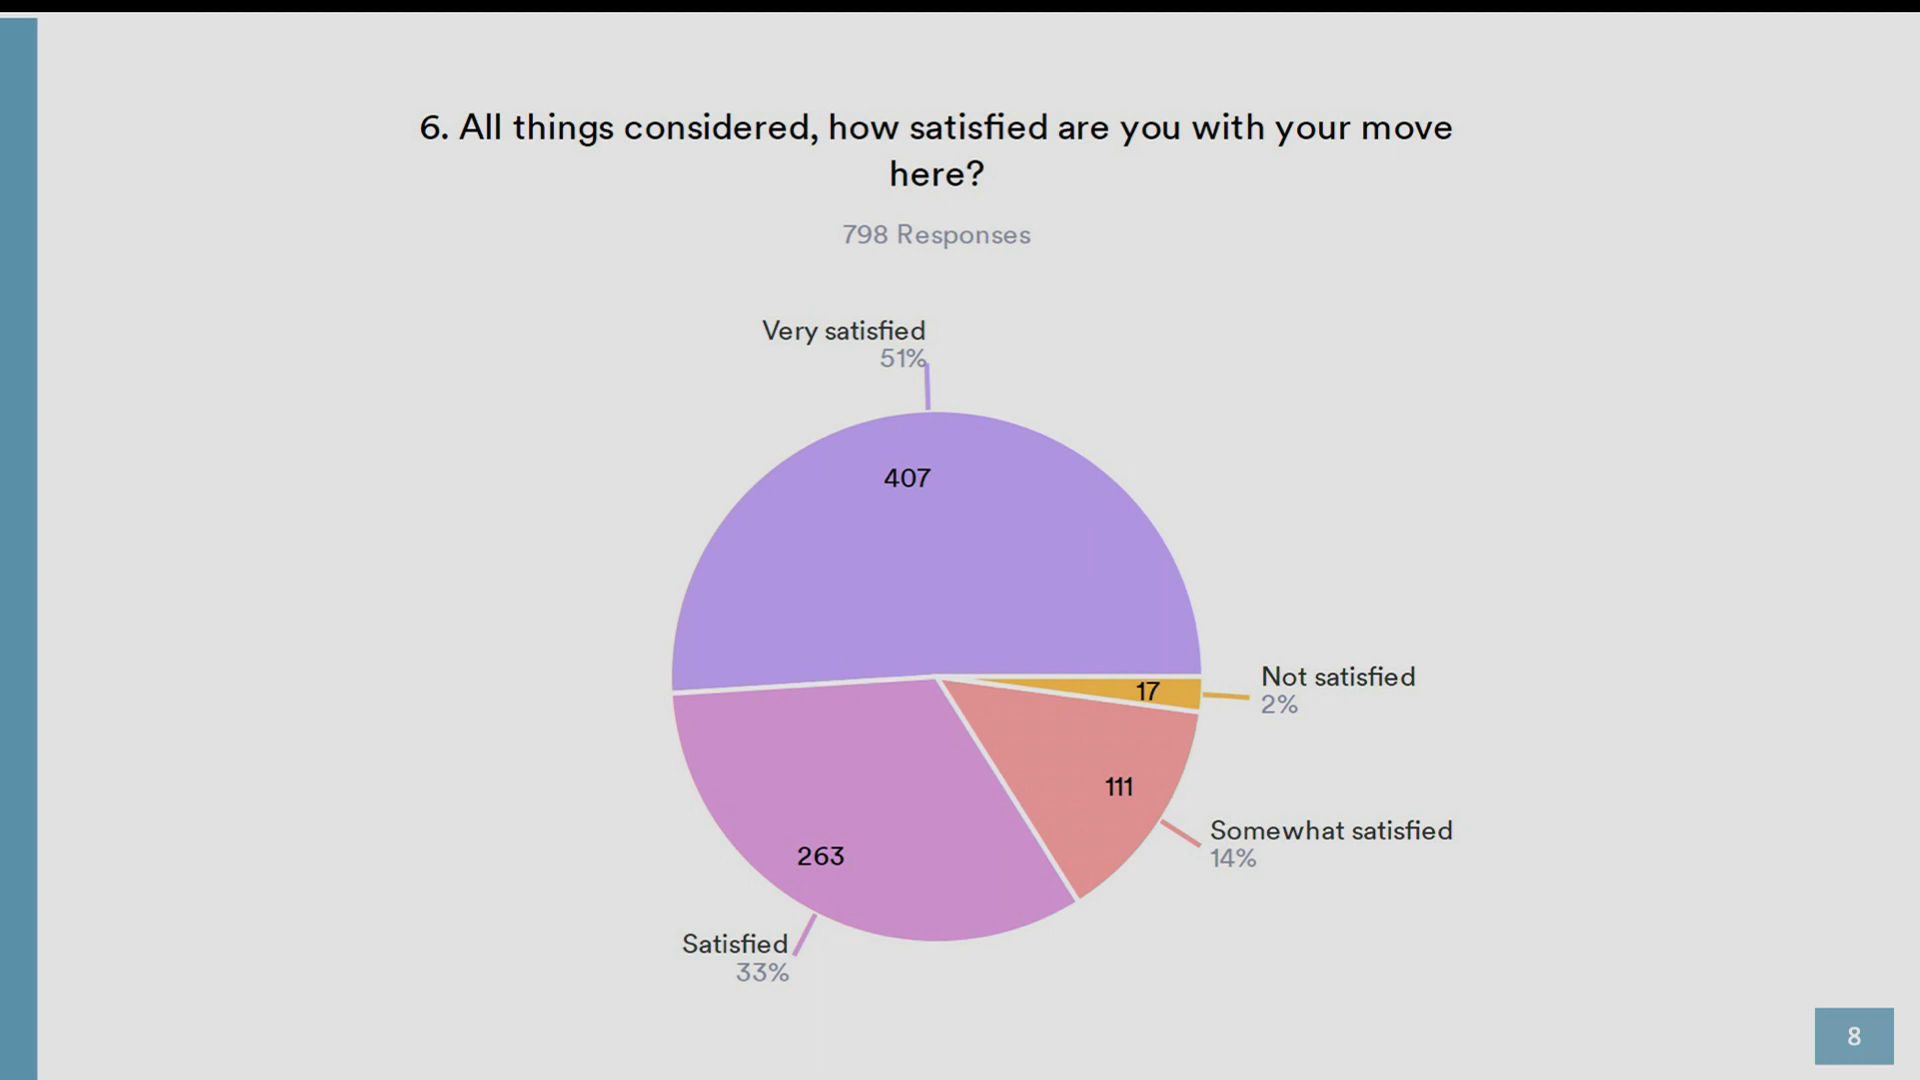 6. All things considered, how satisfied are you with your move
here?
798 Responses
Very satisfied
51%
407
Not satisfied
2%
17
111
Somewhat satisfied
14%
263
Satisfied
33%
8